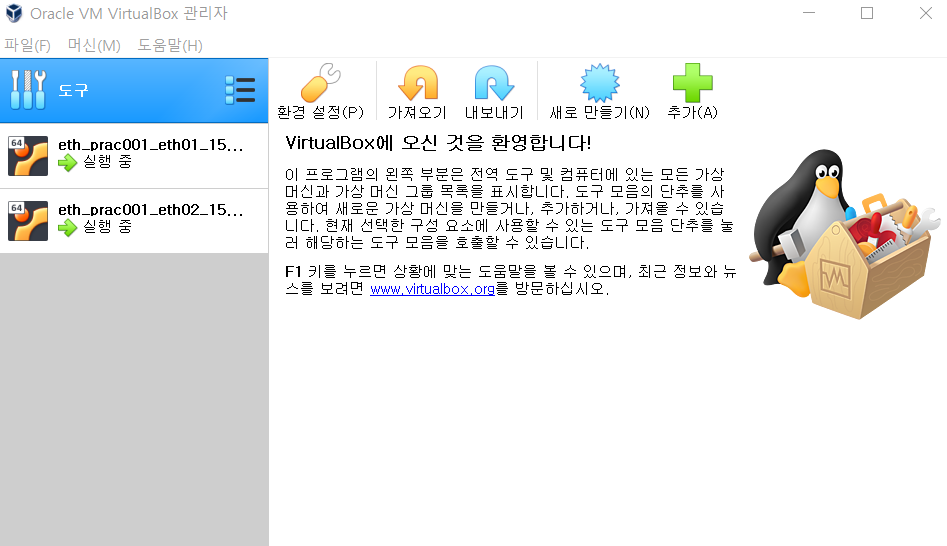 Oracle VM VirtualBox 관리자
파일(F) 머신(M) 도움말(H)
도구
환경 설정(P) 가져오기 내보내기 새로 만들기(N) 추가(A)
64 eth_prac001_eth01_15...
실행 중
64 eth_prac001_eth02_15...
실행 중
VirtualBox에 오신 것을 환영합니다!
이 프로그램의 왼쪽 부분은 전역 도구 및 컴퓨터에 있는 모든 가상
머신과 가상 머신 그룹 목록을 표시합니다. 도구 모음의 단추를 사
용하여 새로운 가상 머신을 만들거나, 추가하거나, 가져올 수 있습
니다. 현재 선택한 구성 요소에 사용할 수 있는 도구 모음 단추를 눌
러 해당하는 도구 모음을 호출할 수 있습니다.
F1 키를 누르면 상황에 맞는 도움말을 볼 수 있으며, 최근 정보와 뉴
스를 보려면 www.virtualbox.org를 방문하십시오.